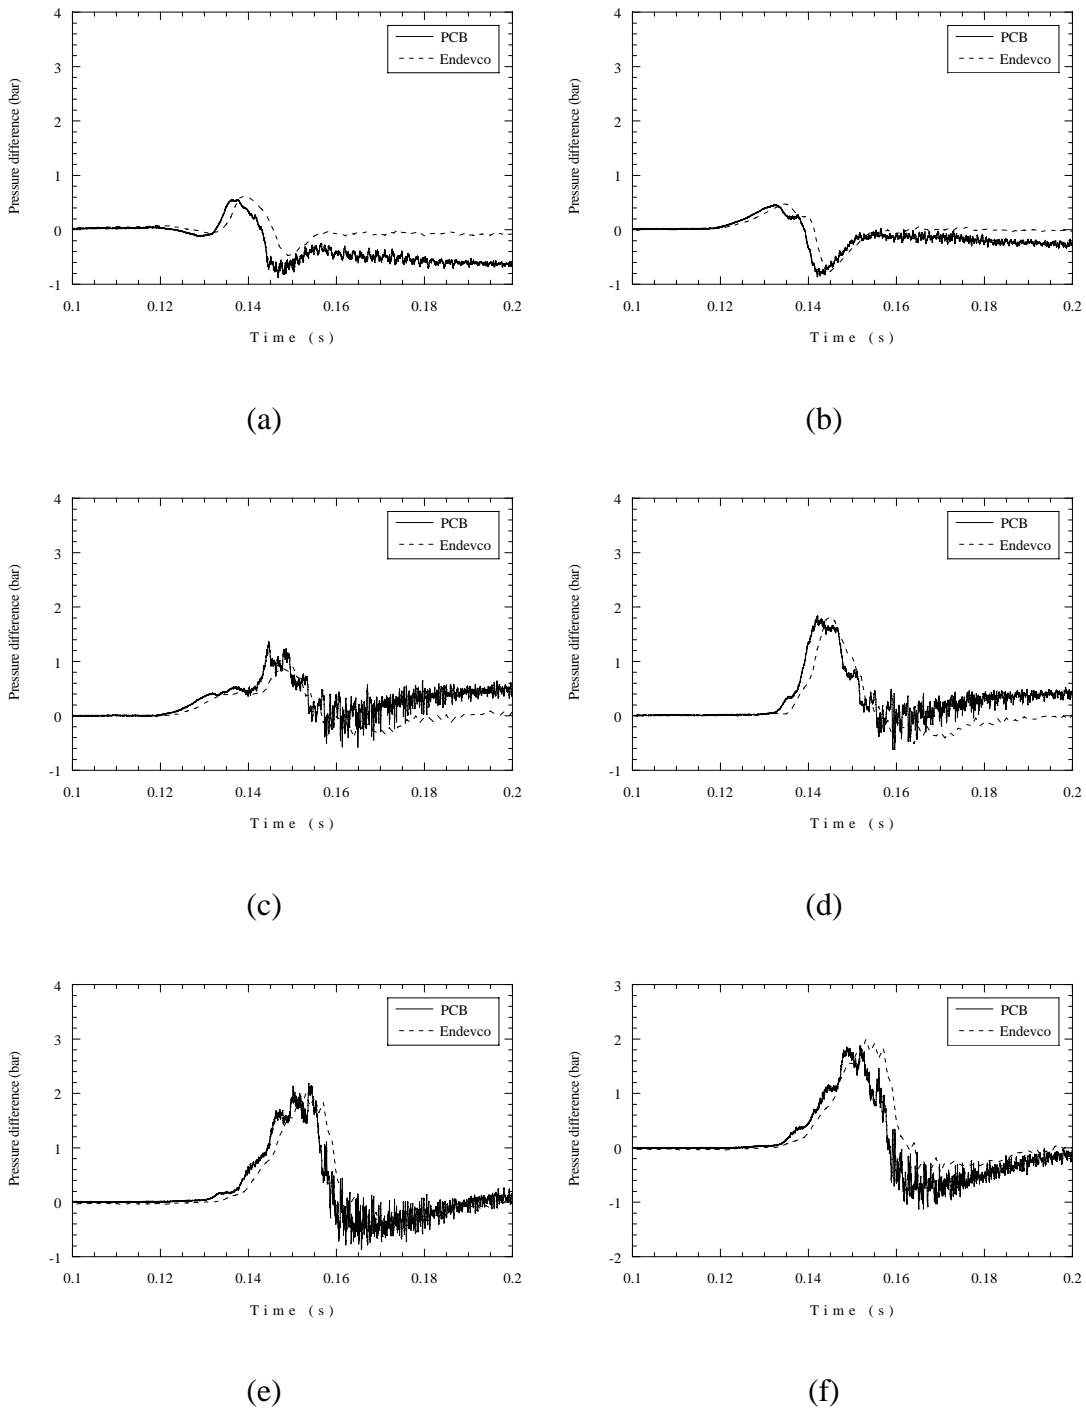 4
3
2
1
0
-1
Pressure difference (bar)
PCB
Endevco
0.1 0.12 0.14 0.16 0.18 0.2
Time (s)
(a)
4
3
2
1
0
-1
Pressure difference (bar)
PCB
Endevco
0.1 0.12 0.14 0.16 0.18 0.2
Time (s)
(b)
4
3
2
1
0
-1
Pressure difference (bar)
PCB
Endevco
0.1 0.12 0.14 0.16 0.18 0.2
Time (s)
(c)
4
3
2
1
0
-1
Pressure difference (bar)
PCB
Endevco
0.1 0.12 0.14 0.16 0.18 0.2
Time (s)
(d)
4
3
2
1
0
-1
Pressure difference (bar)
PCB
Endevco
0.1 0.12 0.14 0.16 0.18 0.2
Time (s)
(e)
3
2
1
0
-1
-2
Pressure difference (bar)
PCB
Endevco
0.1 0.12 0.14 0.16 0.18 0.2
Time (s)
(f)